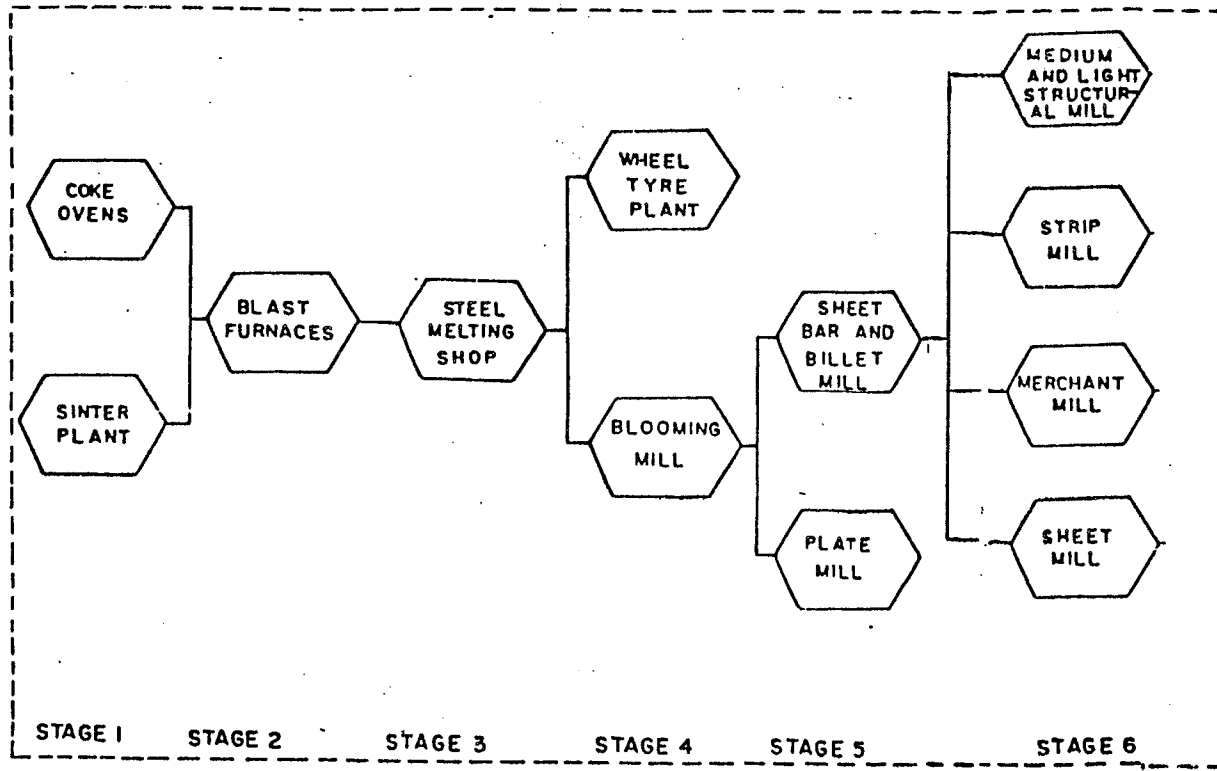 COKE
OVENS
SINTER
PLANT
BLAST
FURNACES
STEEL
MELTING
SHOP
WHEEL
TYRE
PLANT
BLOOMING
MILL
SHEET
BAR AND
BILLET
MILL
PLATE
MILL
MEDIUM
AND LIGHT
STRUCTUR-
AL MILL
STRIP
MILL
MERCHANT
MILL
SHEET
MILL
STAGE 1 STAGE 2 STAGE 3 STAGE 4 STAGE 5 STAGE 6